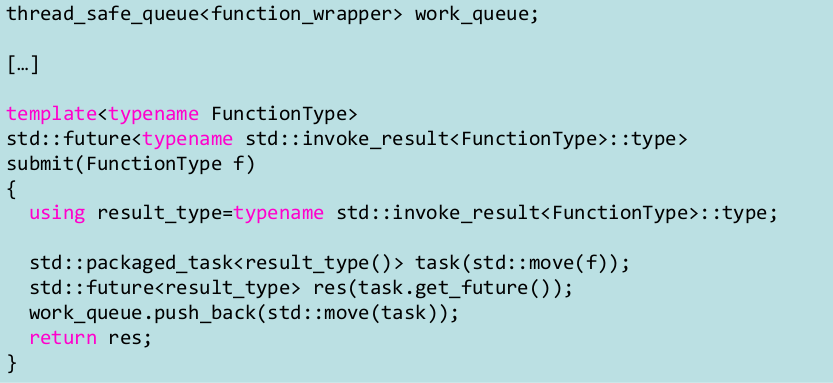 thread_safe_queue<function_wrapper> work_queue;
[…]
template<typename FunctionType>
std::future<typename std::invoke_result<FunctionType>::type>
submit(FunctionType f)
{
using result_type=typename std::invoke_result<FunctionType>::type;
std::packaged_task<result_type()> task(std::move(f));
std::future<result_type> res(task.get_future());
work_queue.push_back(std::move(task));
return res;
}